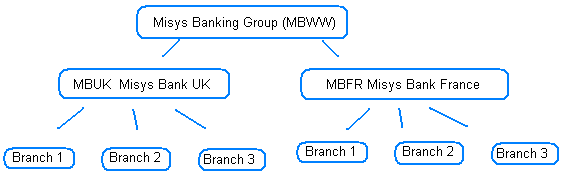 Misys Banking Group (MBWW)
MBUK  Misys Bank UK
MBFR Misys Bank France
Branch 1
Branch 2
Branch 3
Branch 1
Branch 2
Branch 3